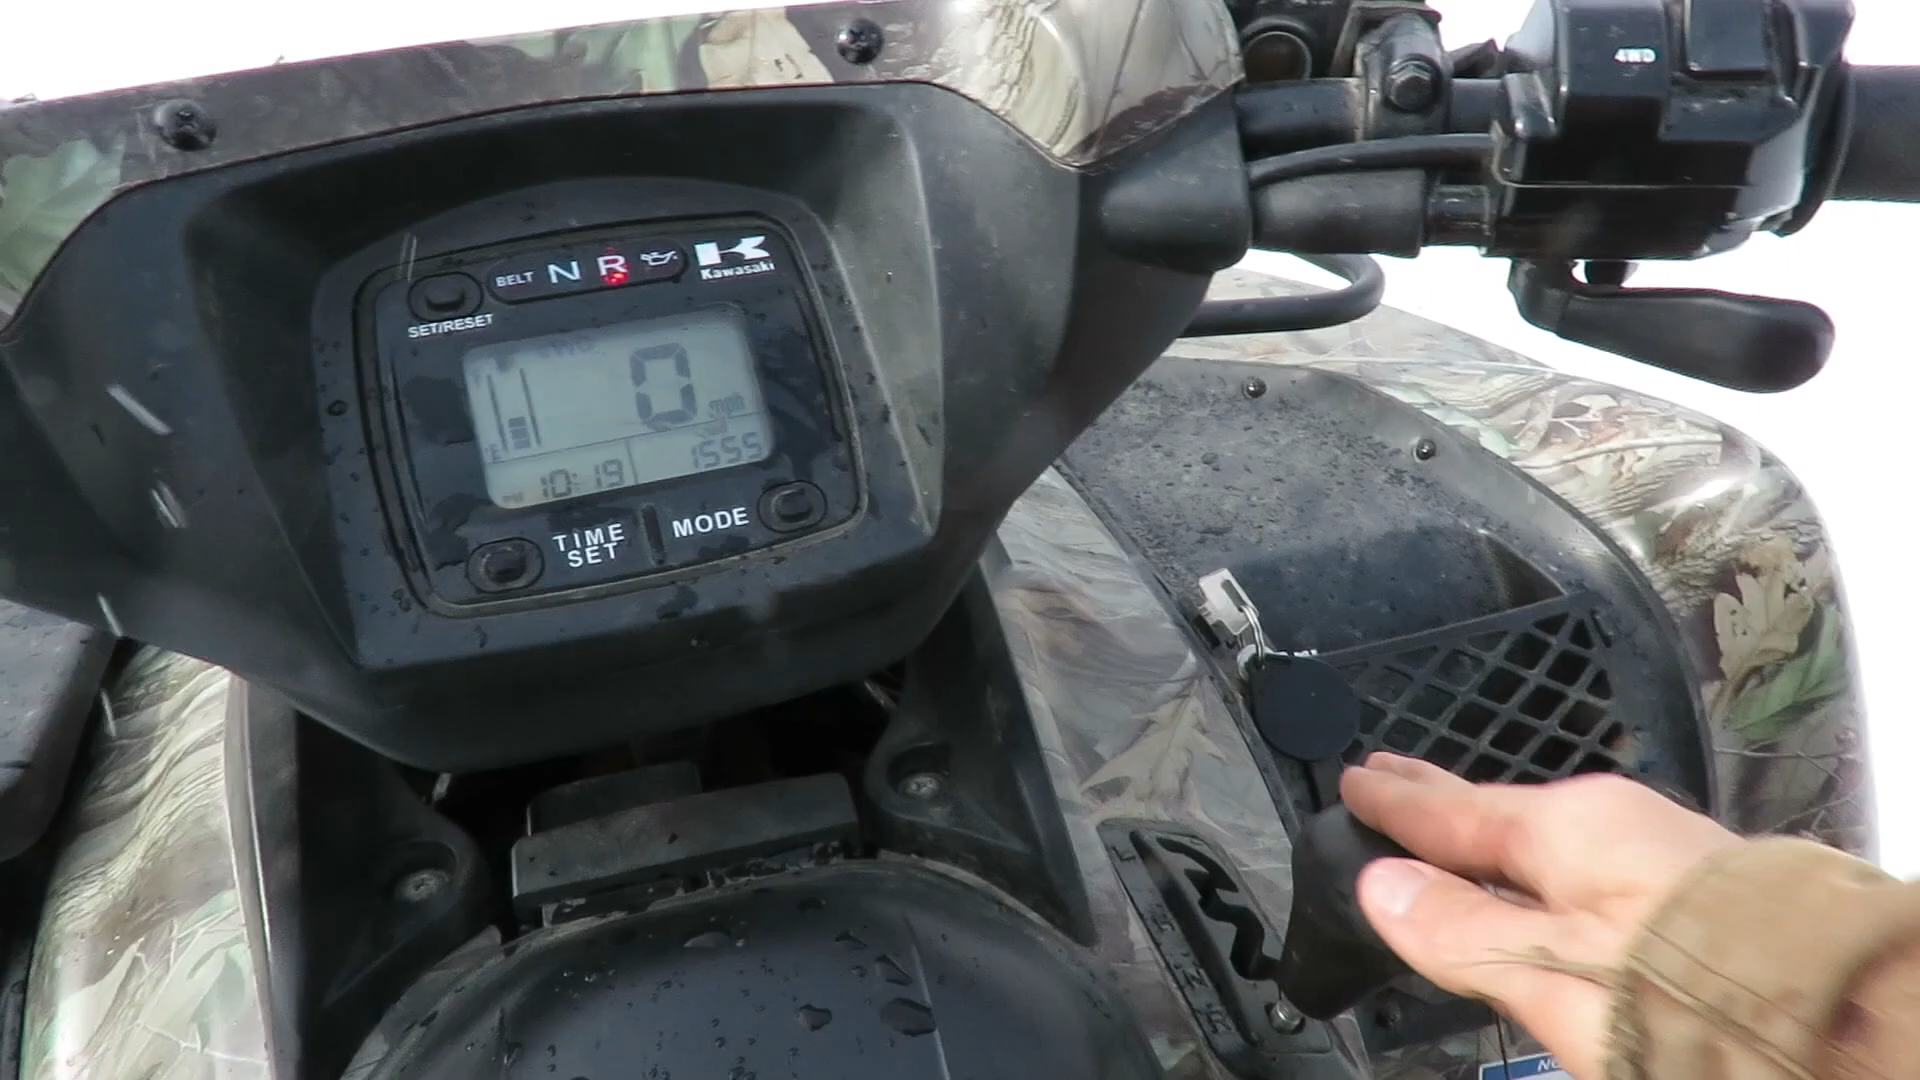 4WD
BELT N R
Kawasaki
SET/RESET
0
mph
E
10:19 1555
TIME
SET
MODE
L
H
N
R